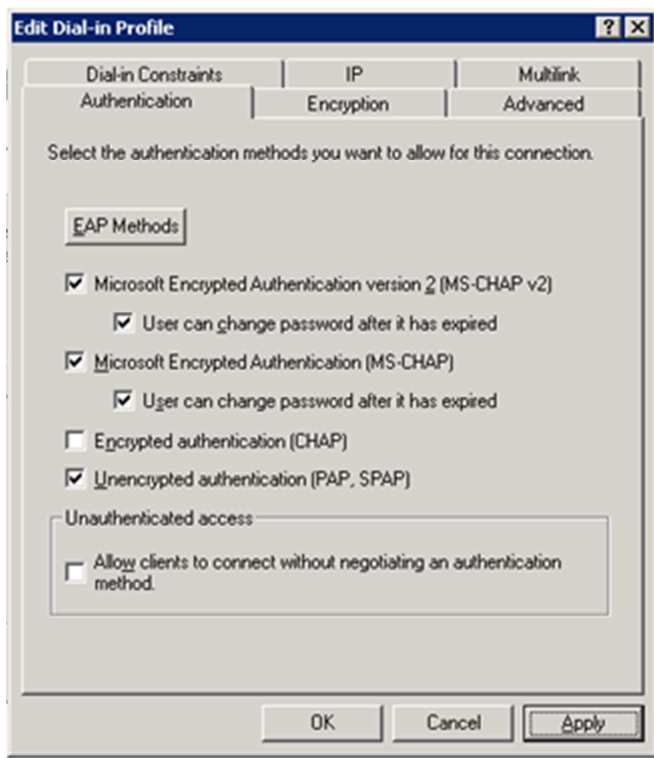 Edit Dial-in Profile
Dial-in Constraints
IP
Multilink
Authentication
Encryption
Advanced
Select the authentication methods you want to allow for this connection.
EAP Methods
Microsoft Encrypted Authentication version 2 (MS-CHAP v2)
User can change password after it has expired
Microsoft Encrypted Authentication (MS-CHAP)
User can change password after it has expired
Encrypted authentication (CHAP)
Unencrypted authentication (PAP, SPAP)
Unauthenticated access
Allow clients to connect without negotiating an authentication
method.
OK
Cancel
Apply